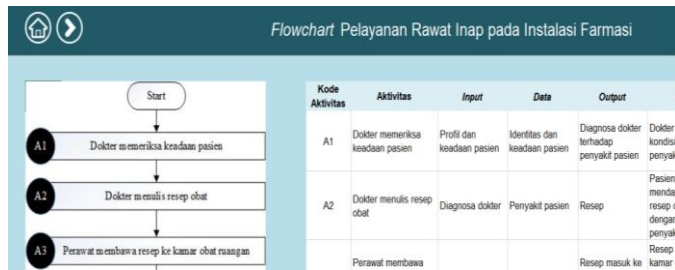 Flowchart Pelayanan Rawat Inap pada Instalasi Farmasi
Start
A1 Dokter memeriksa keadaan pasien
A2 Dokter menulis resep obat
A3 Perawat membawa resep ke kamar obat ruangan
Kode
Aktivitas
Aktivitas
Input
Data
Output
A1
Dokter memeriksa
keadaan pasien
Profil dan
keadaan pasien
Identitas dan
keadaan pasien
Diagnosa dokter
terhadap
penyakit pasien
Dokter
kondisi
A2
Dokter menulis resep
obat
Diagnosa dokter
Penyakit pasien
Resep
Pasien
resep
dengan
Perawat membawa
Resep masuk ke
Resep
kamar